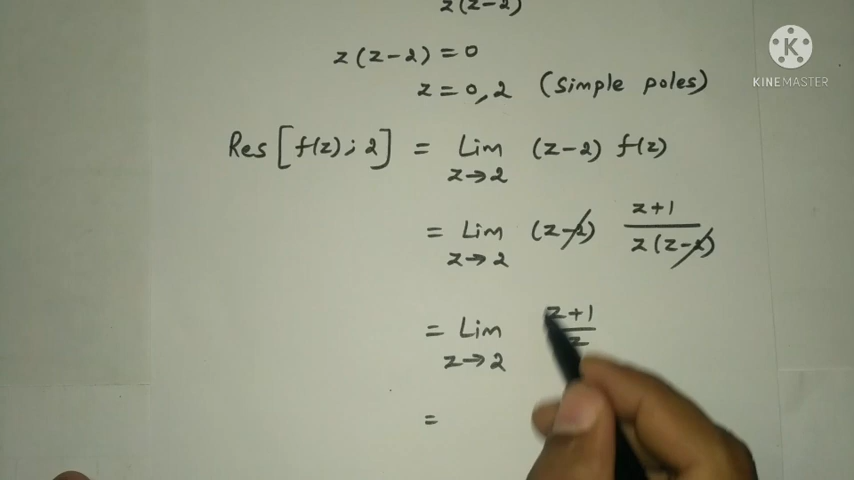 z(z-2)
K
KINEMASTER
z(z-2) = 0
z = 0, 2 (Simple poles)
Res [f(z); 2] = Lim z→2 (z-2) f(z)
= Lim z→2 (z-2) z+1 / z(z-2)
= Lim z→2 z+1 / z
=